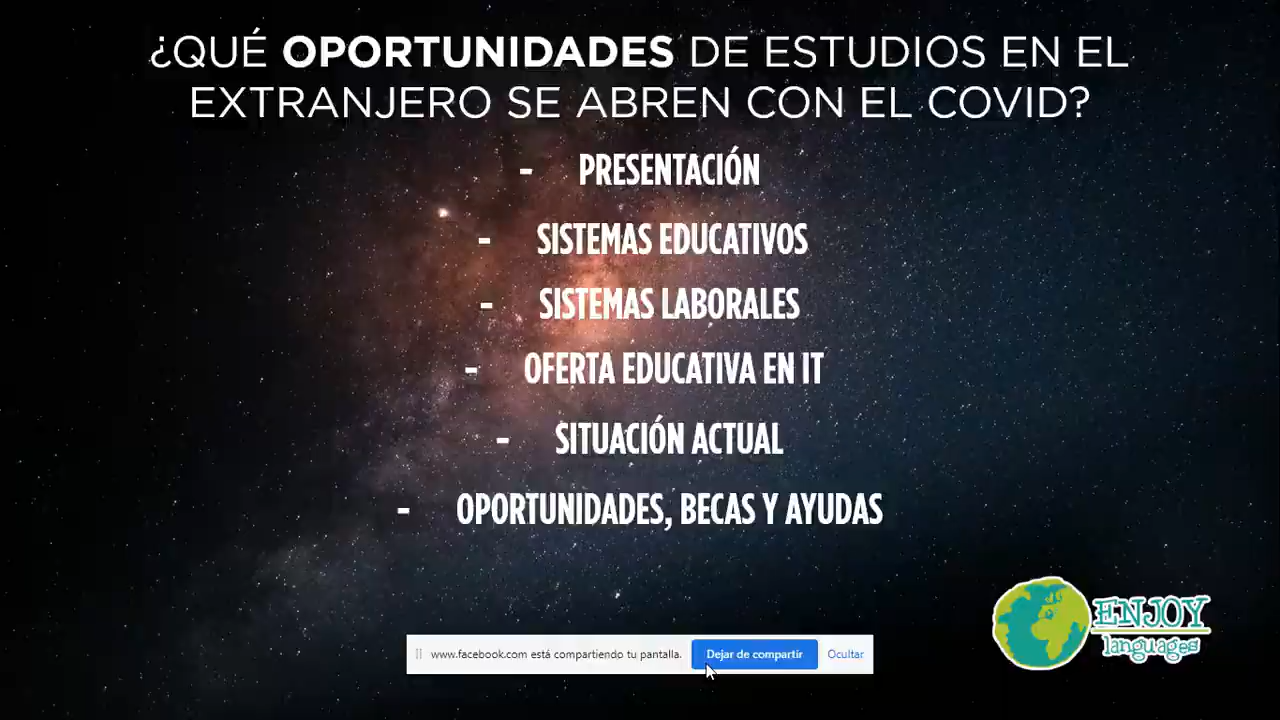 ¿QUÉ OPORTUNIDADES DE ESTUDIOS EN EL
EXTRANJERO SE ABREN CON EL COVID?
- PRESENTACIÓN
- SISTEMAS EDUCATIVOS
- SISTEMAS LABORALES
- OFERTA EDUCATIVA EN IT
- SITUACIÓN ACTUAL
- OPORTUNIDADES, BECAS Y AYUDAS
ENJOY
languages
www.facebook.com está compartiendo tu pantalla. Dejar de compartir Ocultar